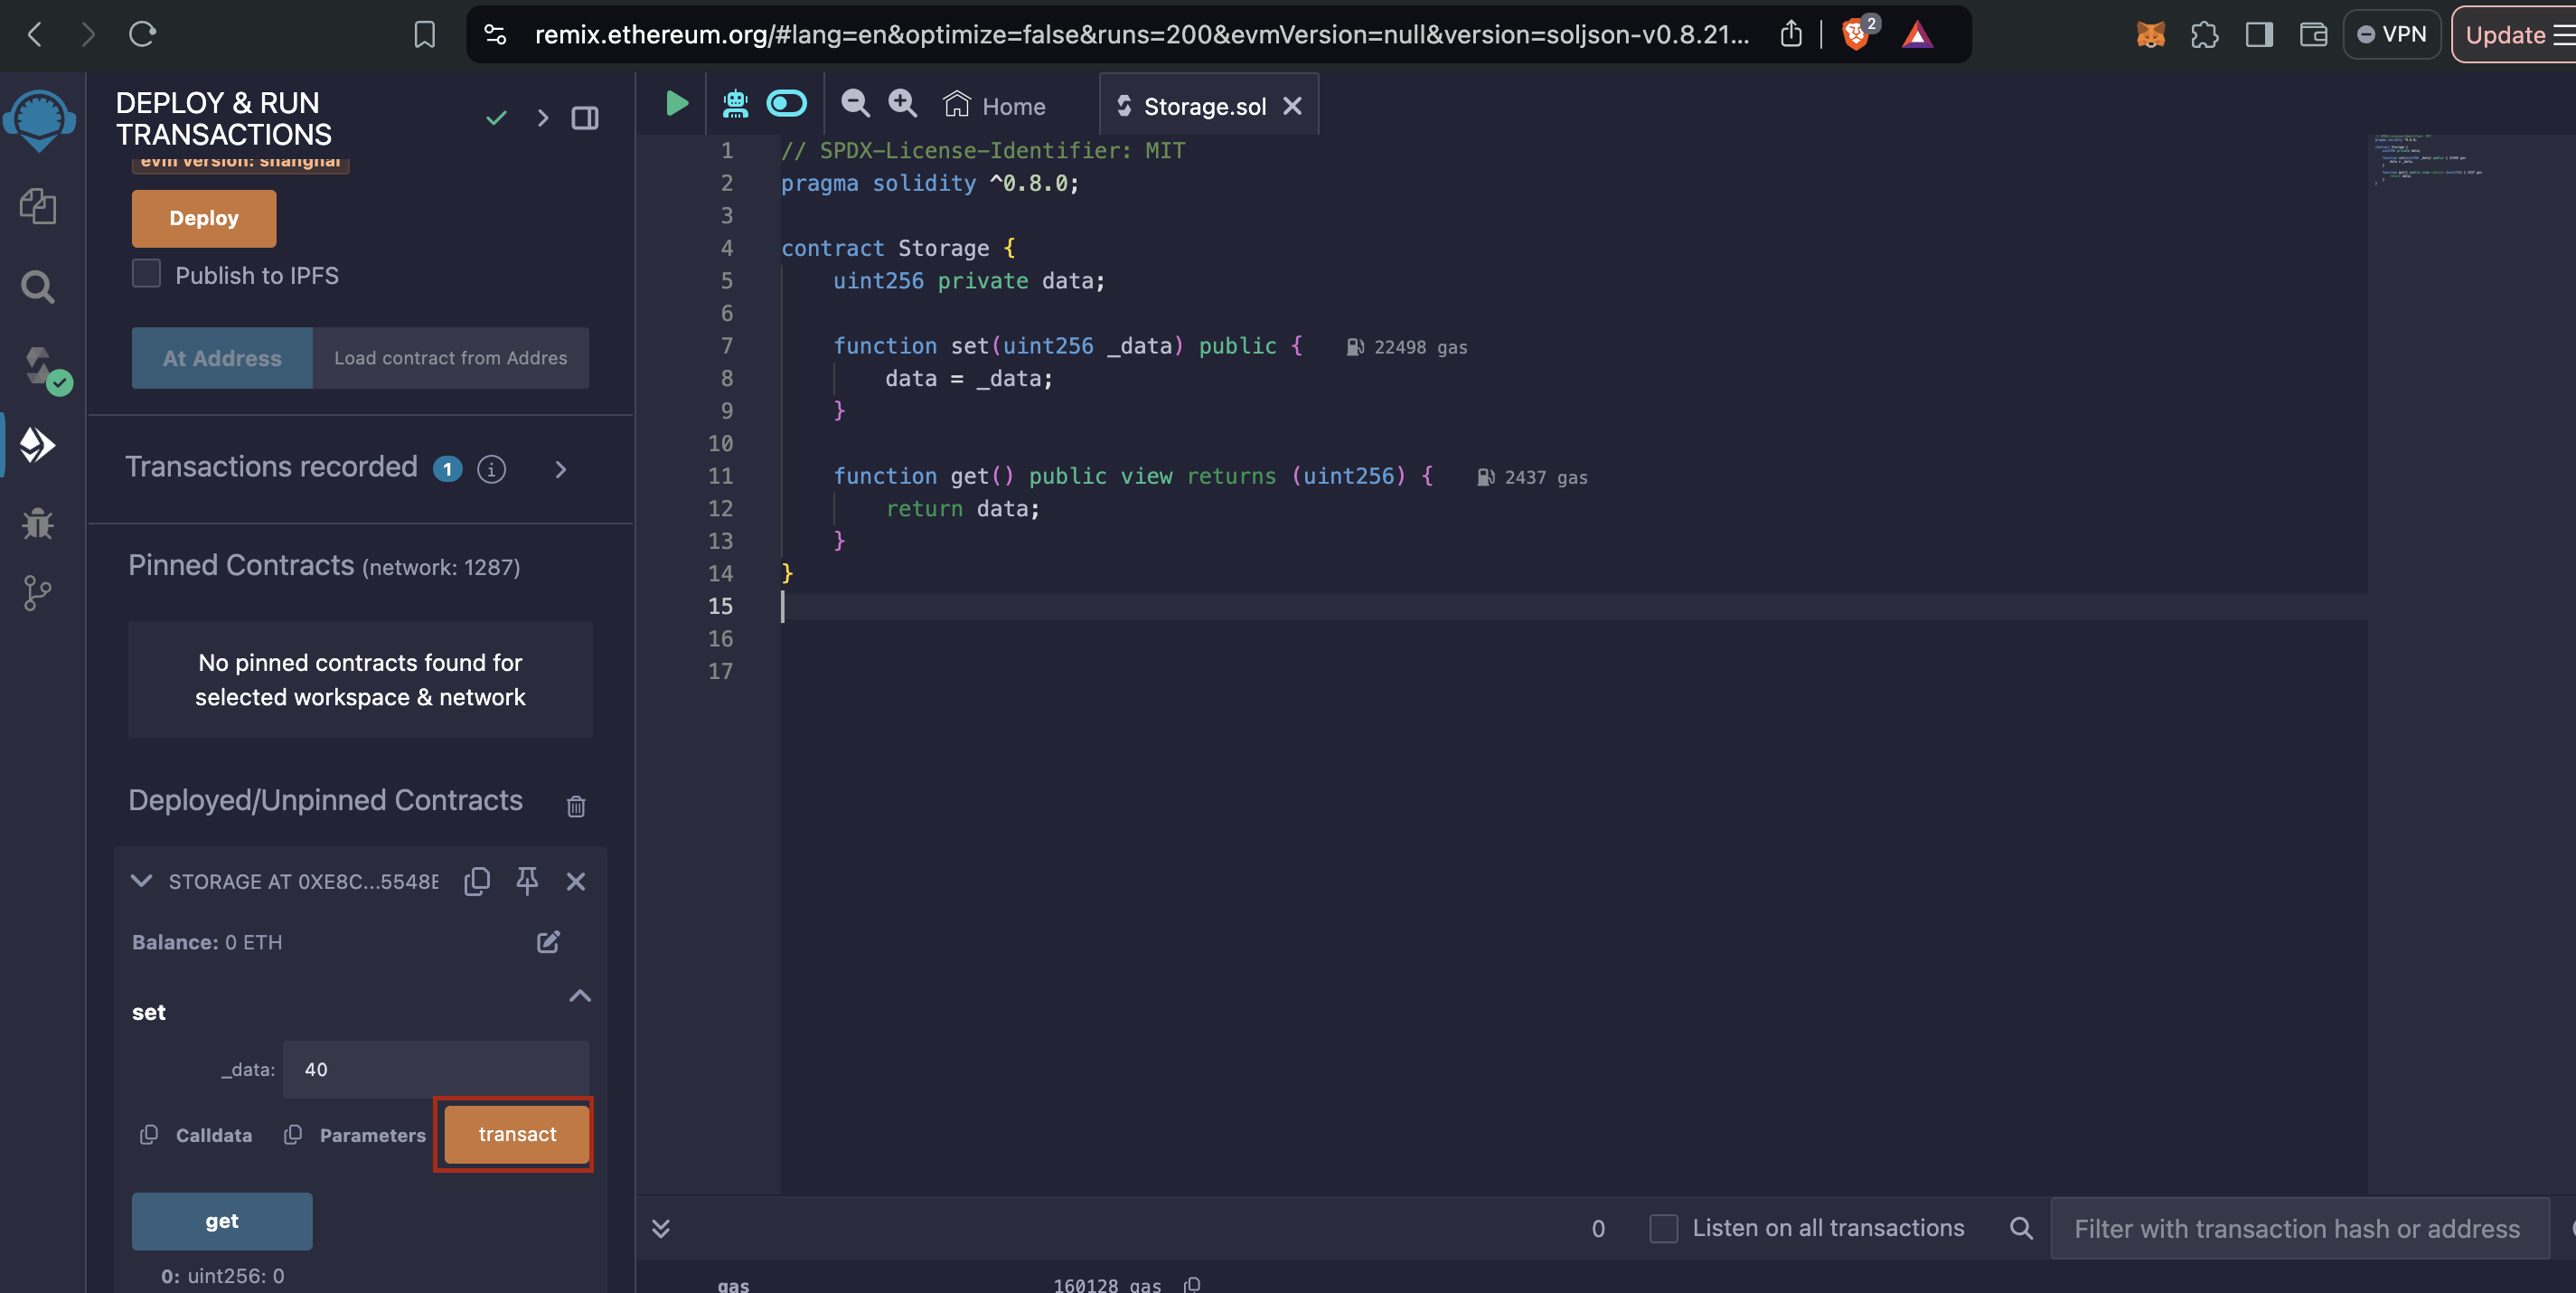 remix.ethereum.org/#lang=en&optimize=false&runs=200&evmVersion=null&version=soljson-v0.8.21...
2
VPN
Update
DEPLOY & RUN
TRANSACTIONS
evm version: shanghai
Deploy
Publish to IPFS
At Address
Load contract from Addres
Transactions recorded 1
Pinned Contracts (network: 1287)
No pinned contracts found for
selected workspace & network
Deployed/Unpinned Contracts
STORAGE AT 0XE8C...5548E
Balance: 0 ETH
set
_data: 40
Calldata
Parameters
transact
get
0: uint256: 0
Home
Storage.sol
1 // SPDX-License-Identifier: MIT
2 pragma solidity ^0.8.0;
3
4 contract Storage {
5 uint256 private data;
6
7 function set(uint256 _data) public { 22498 gas
8 data = _data;
9 }
10
11 function get() public view returns (uint256) { 2437 gas
12 return data;
13 }
14 }
15
16
17
0
Listen on all transactions
Filter with transaction hash or address
gas 160128 gas